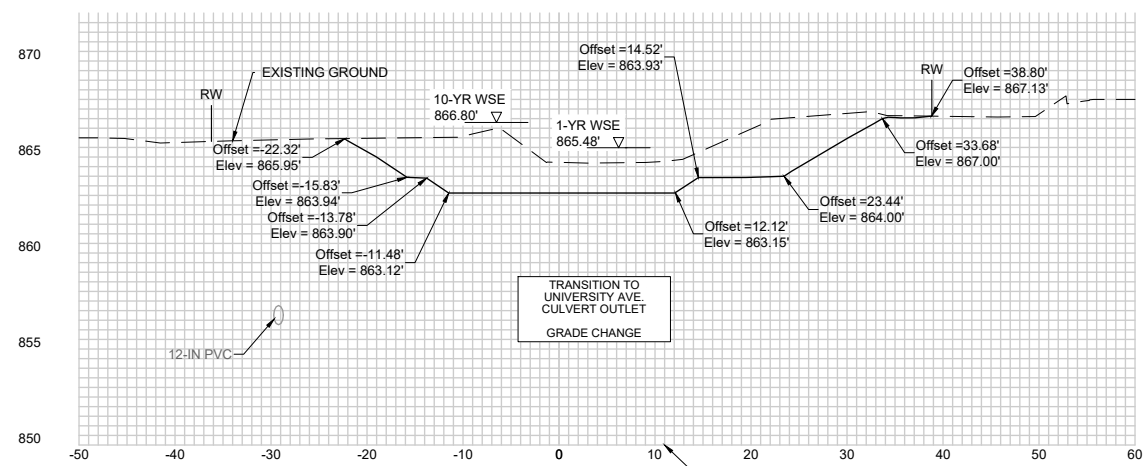 870
865
860
855
850
EXISTING GROUND
RW
10-YR WSE
866.80'
1-YR WSE
865.48'
Offset =14.52'
Elev = 863.93'
RW
Offset =38.80'
Elev = 867.13'
Offset =-22.32'
Elev = 865.95'
Offset =-15.83'
Elev = 863.94'
Offset =-13.78'
Elev = 863.90'
Offset =-11.48'
Elev = 863.12'
Offset =33.68'
Elev = 867.00'
Offset =23.44'
Elev = 864.00'
Offset =12.12'
Elev = 863.15'
TRANSITION TO
UNIVERSITY AVE.
CULVERT OUTLET
GRADE CHANGE
12-IN PVC
-50 -40 -30 -20 -10 0 10 20 30 40 50 60